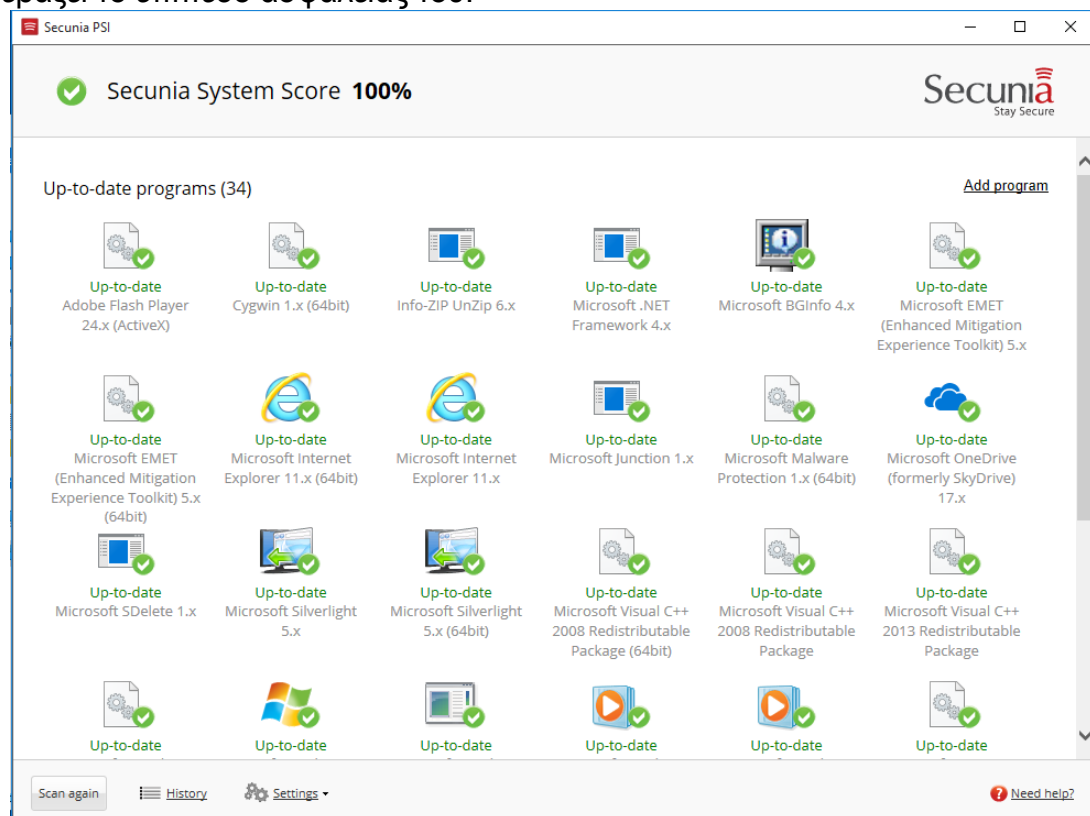 το επίπεδο ασφάλειάς του.
Secunia PSI
Secunia System Score 100%
Secunia
Stay Secure
Up-to-date programs (34)
Add program
Up-to-date Up-to-date Up-to-date Up-to-date Up-to-date Up-to-date
Adobe Flash Player Cygwin 1.x (64bit) Info-ZIP UnZip 6.x Microsoft .NET Microsoft BGInfo 4.x Microsoft EMET
24.x (ActiveX) Framework 4.x (Enhanced Mitigation
Experience Toolkit) 5.x
Up-to-date Up-to-date Up-to-date Up-to-date Up-to-date Up-to-date
Microsoft EMET Microsoft Internet Microsoft Internet Microsoft Junction 1.x Microsoft Malware Microsoft OneDrive
(Enhanced Mitigation Explorer 11.x (64bit) Explorer 11.x Protection 1.x (64bit) (formerly SkyDrive)
Experience Toolkit) 5.x 17.x
(64bit)
Up-to-date Up-to-date Up-to-date Up-to-date Up-to-date Up-to-date
Microsoft SDelete 1.x Microsoft Silverlight Microsoft Silverlight Microsoft Visual C++ Microsoft Visual C++ Microsoft Visual C++
5.x 5.x (64bit) 2008 Redistributable 2008 Redistributable 2013 Redistributable
Package (64bit) Package Package
Up-to-date Up-to-date Up-to-date Up-to-date Up-to-date Up-to-date
Scan again History Settings Need help?